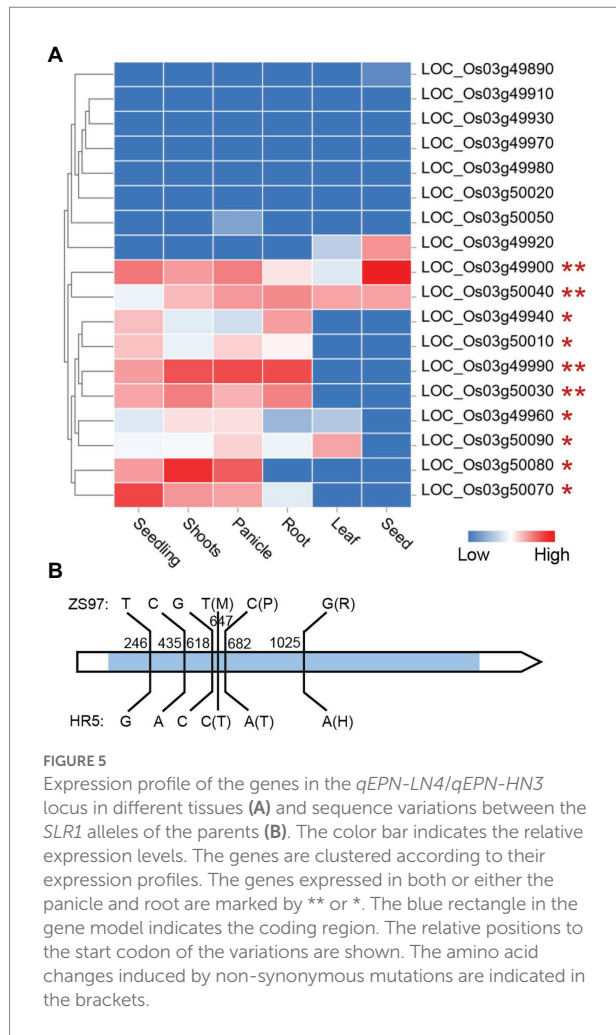 A
LOC_Os03g49890
LOC_Os03g49910
LOC_Os03g49930
LOC_Os03g49970
LOC_Os03g49980
LOC_Os03g50020
LOC_Os03g50050
LOC_Os03g49920
LOC_Os03g49900 **
LOC_Os03g50040 **
LOC_Os03g49940 *
LOC_Os03g50010 *
LOC_Os03g49990 **
LOC_Os03g50030 **
LOC_Os03g49960 *
LOC_Os03g50090 *
LOC_Os03g50080 *
LOC_Os03g50070 *
Seedling Shoots Panicle Root Leaf Seed
Low High
B
ZS97: T C G T(M) C(P) G(R)
647
246 435 618 682 1025
HR5: G A C C(T) A(T) A(H)
FIGURE 5
Expression profile of the genes in the qEPN-LN4/qEPN-HN3
locus in different tissues (A) and sequence variations between the
SLR1 alleles of the parents (B). The color bar indicates the relative
expression levels. The genes are clustered according to their
expression profiles. The genes expressed in both or either the
panicle and root are marked by ** or *. The blue rectangle in the
gene model indicates the coding region. The relative positions to
the start codon of the variations are shown. The amino acid
changes induced by non-synonymous mutations are indicated in
the brackets.